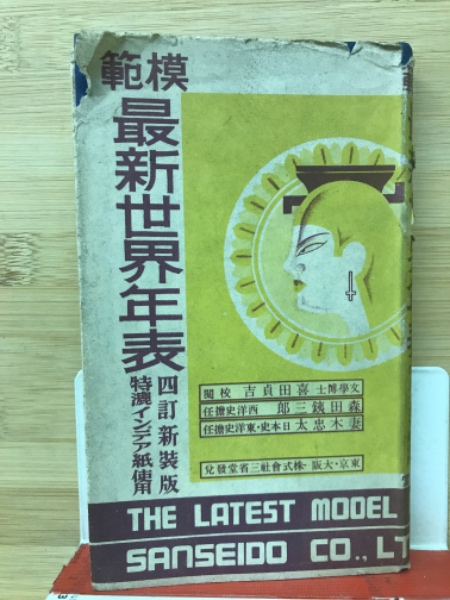 範模
最新世界年表
四訂新裝版
特漉インデア紙使用
閲校 吉貞田喜 士博學文
任擔史洋西 郎三銕田森
任擔史洋東・史本日 太忠木妻
兌發堂省三社會式株 阪大・京東
THE LATEST MODEL
SANSEIDO CO., LT